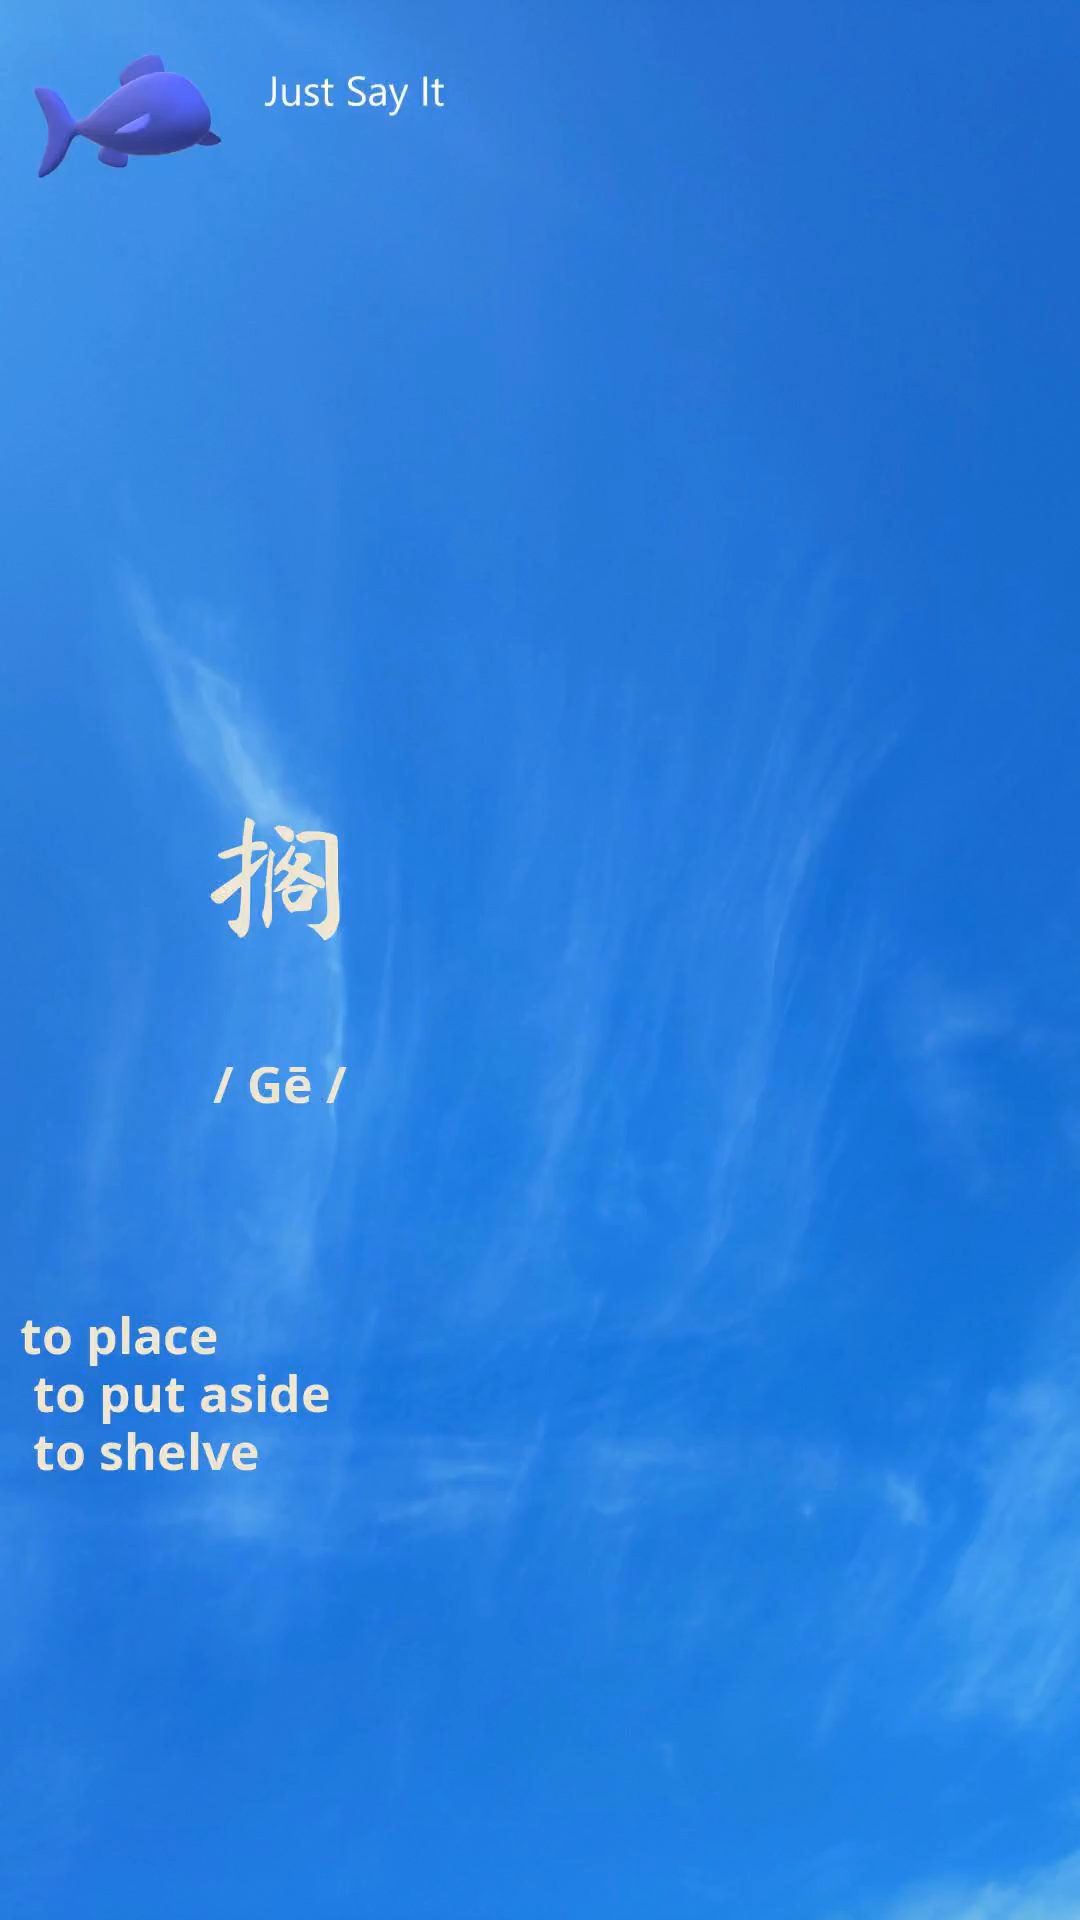 Just Say It
搁
/ Gē /
to place
to put aside
to shelve